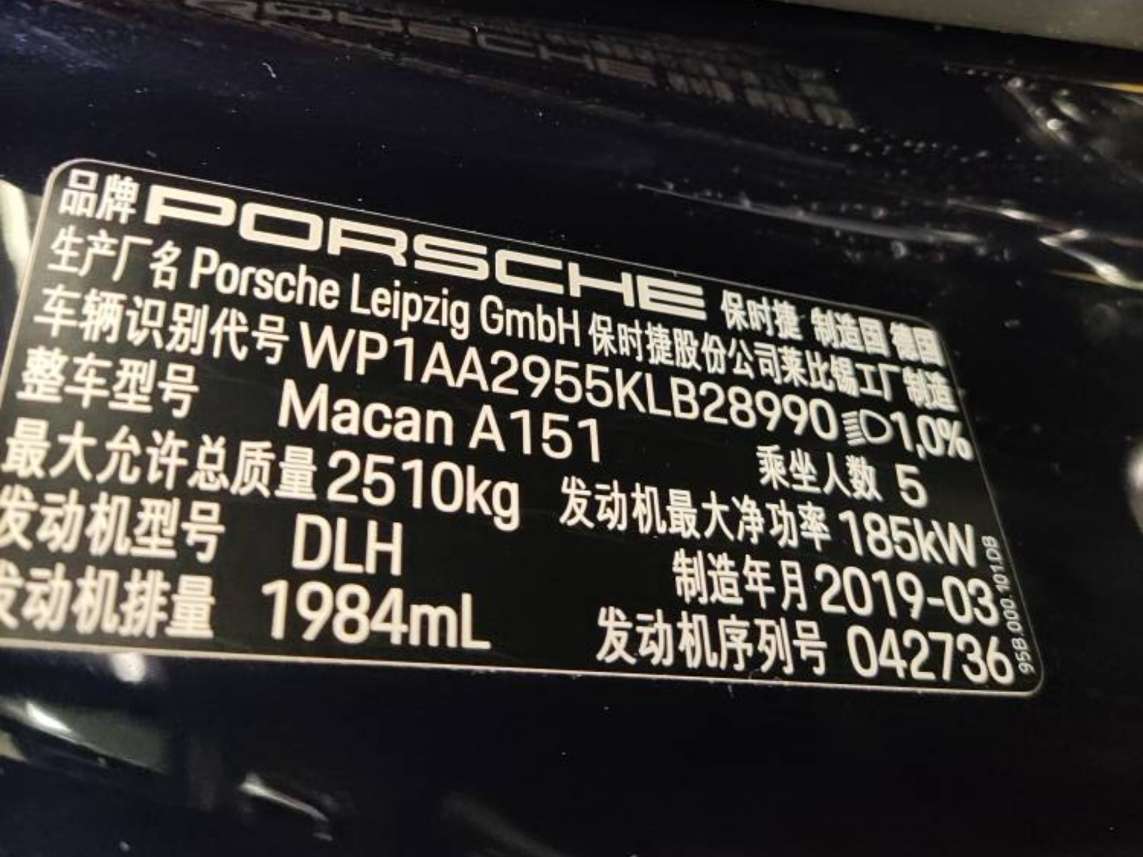 品牌 PORSCHE 保时捷 制造国 德国
生产厂名 Porsche Leipzig GmbH 保时捷股份公司莱比锡工厂制造
车辆识别代号 WP1AA2955KLB28990 1,0%
整车型号 Macan A151 乘坐人数 5
最大允许总质量 2510kg 发动机最大净功率 185kW
发动机型号 DLH 制造年月 2019-03
发动机排量 1984mL 发动机序列号 042736
95B.000.101.DB